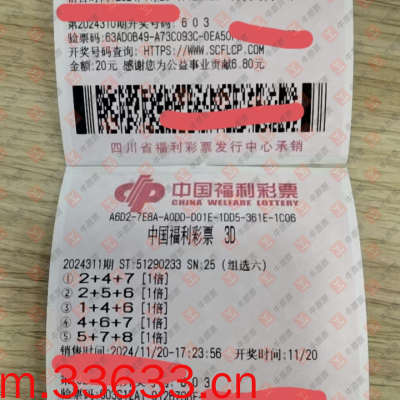 第2024310期开奖号码: 6 0 3
验票码: 63AD0B49-A73C093C-0EA50
开奖号码查询: HTTPS://WWW.SCFLCP.COM
金额:20元 感谢您为公益事业贡献6.80元
四川省福利彩票发行中心承销
中国福利彩票
CHINA WELFARE LOTTERY
A6D2-7E8A-A0DD-D01E-1DD5-361E-1C06
中国福利彩票 3D
2024311期 ST:51290233 SN:25 (组选六)
① 2+4+7 [1倍]
② 2+5+6 [1倍]
③ 1+4+6 [1倍]
④ 4+6+7 [1倍]
⑤ 5+7+8 [1倍]
销售时间:2024/11/20-17:23:56 开奖时间:11/20
m.33633.cn